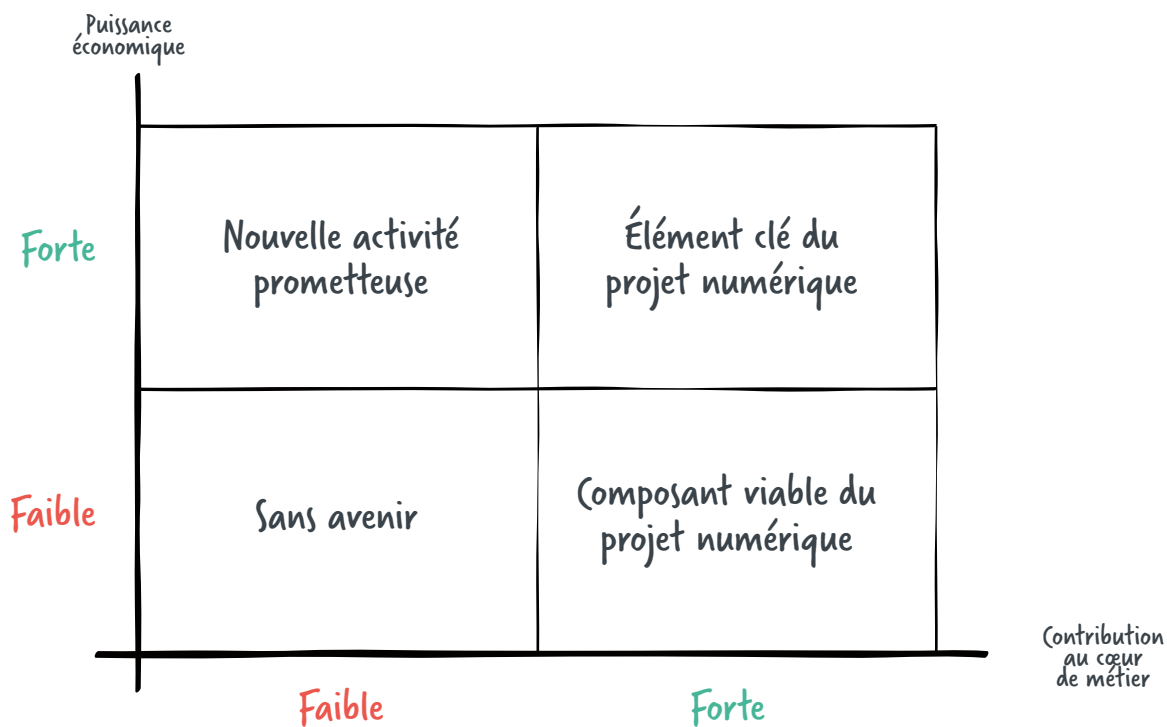 Puissance
économique
Forte
Nouvelle activité
prometteuse
Élément clé du
projet numérique
Faible
Sans avenir
Composant viable du
projet numérique
Contribution
au cœur
de métier
Faible
Forte